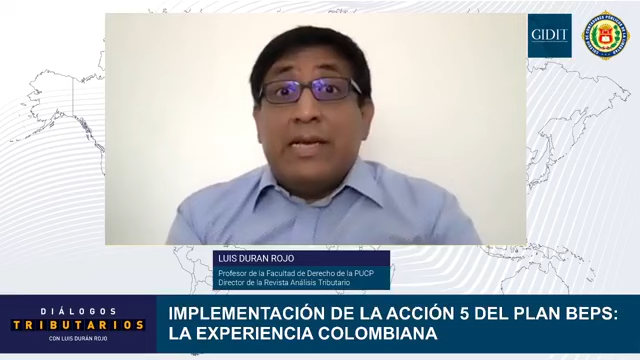 GIDIT
LUIS DURAN ROJO
Profesor de la Facultad de Derecho de la PUCP
Director de la Revista Análisis Tributario
DIÁLOGOS
TRIBUTARIOS
CON LUIS DURÁN ROJO
IMPLEMENTACIÓN DE LA ACCIÓN 5 DEL PLAN BEPS:
LA EXPERIENCIA COLOMBIANA